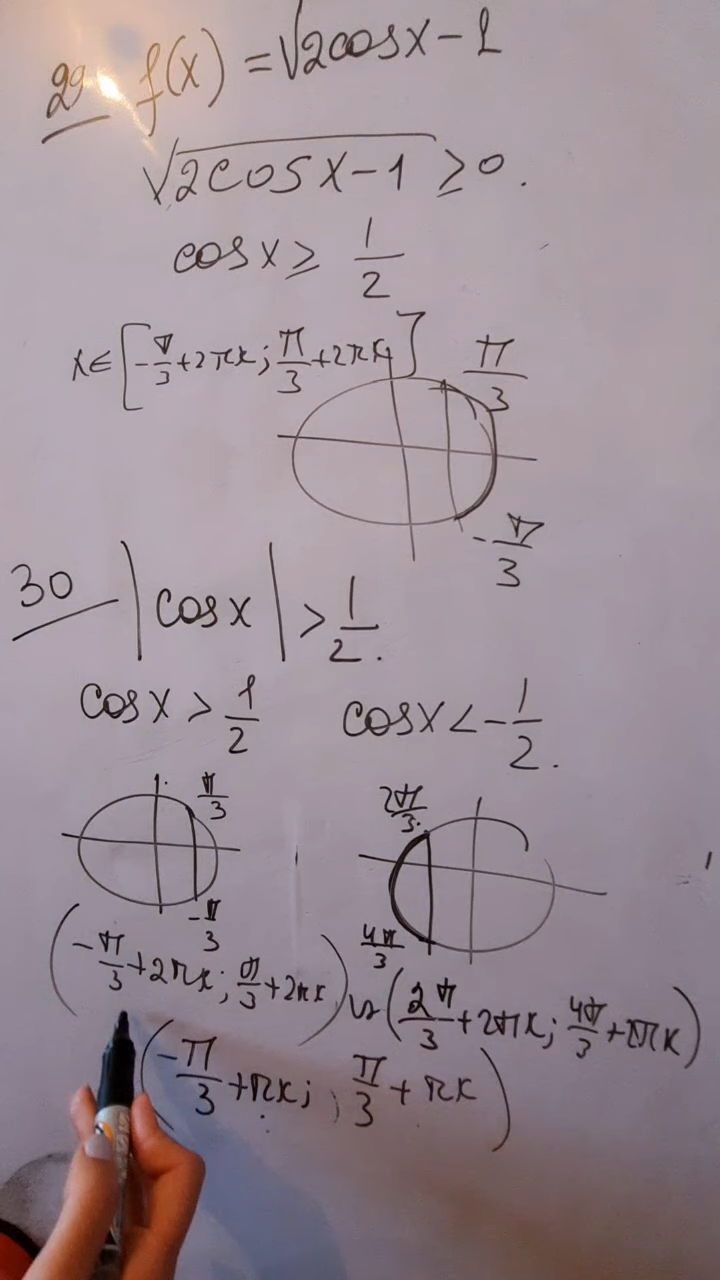 29 f(x) = √2cosx - 1
√2cosx-1 ≥ 0.
cosx ≥ 1/2
x∈[-π/3+2πk; π/3+2πk]
π/3
-π/3
30 |cosx| > 1/2.
cosx > 1/2 cosx < -1/2.
π/3 2π/3
-π/3 4π/3
(-π/3+2πk; π/3+2πk) ∪ (2π/3+2πk; 4π/3+2πk)
(-π/3+πk; π/3+πk)